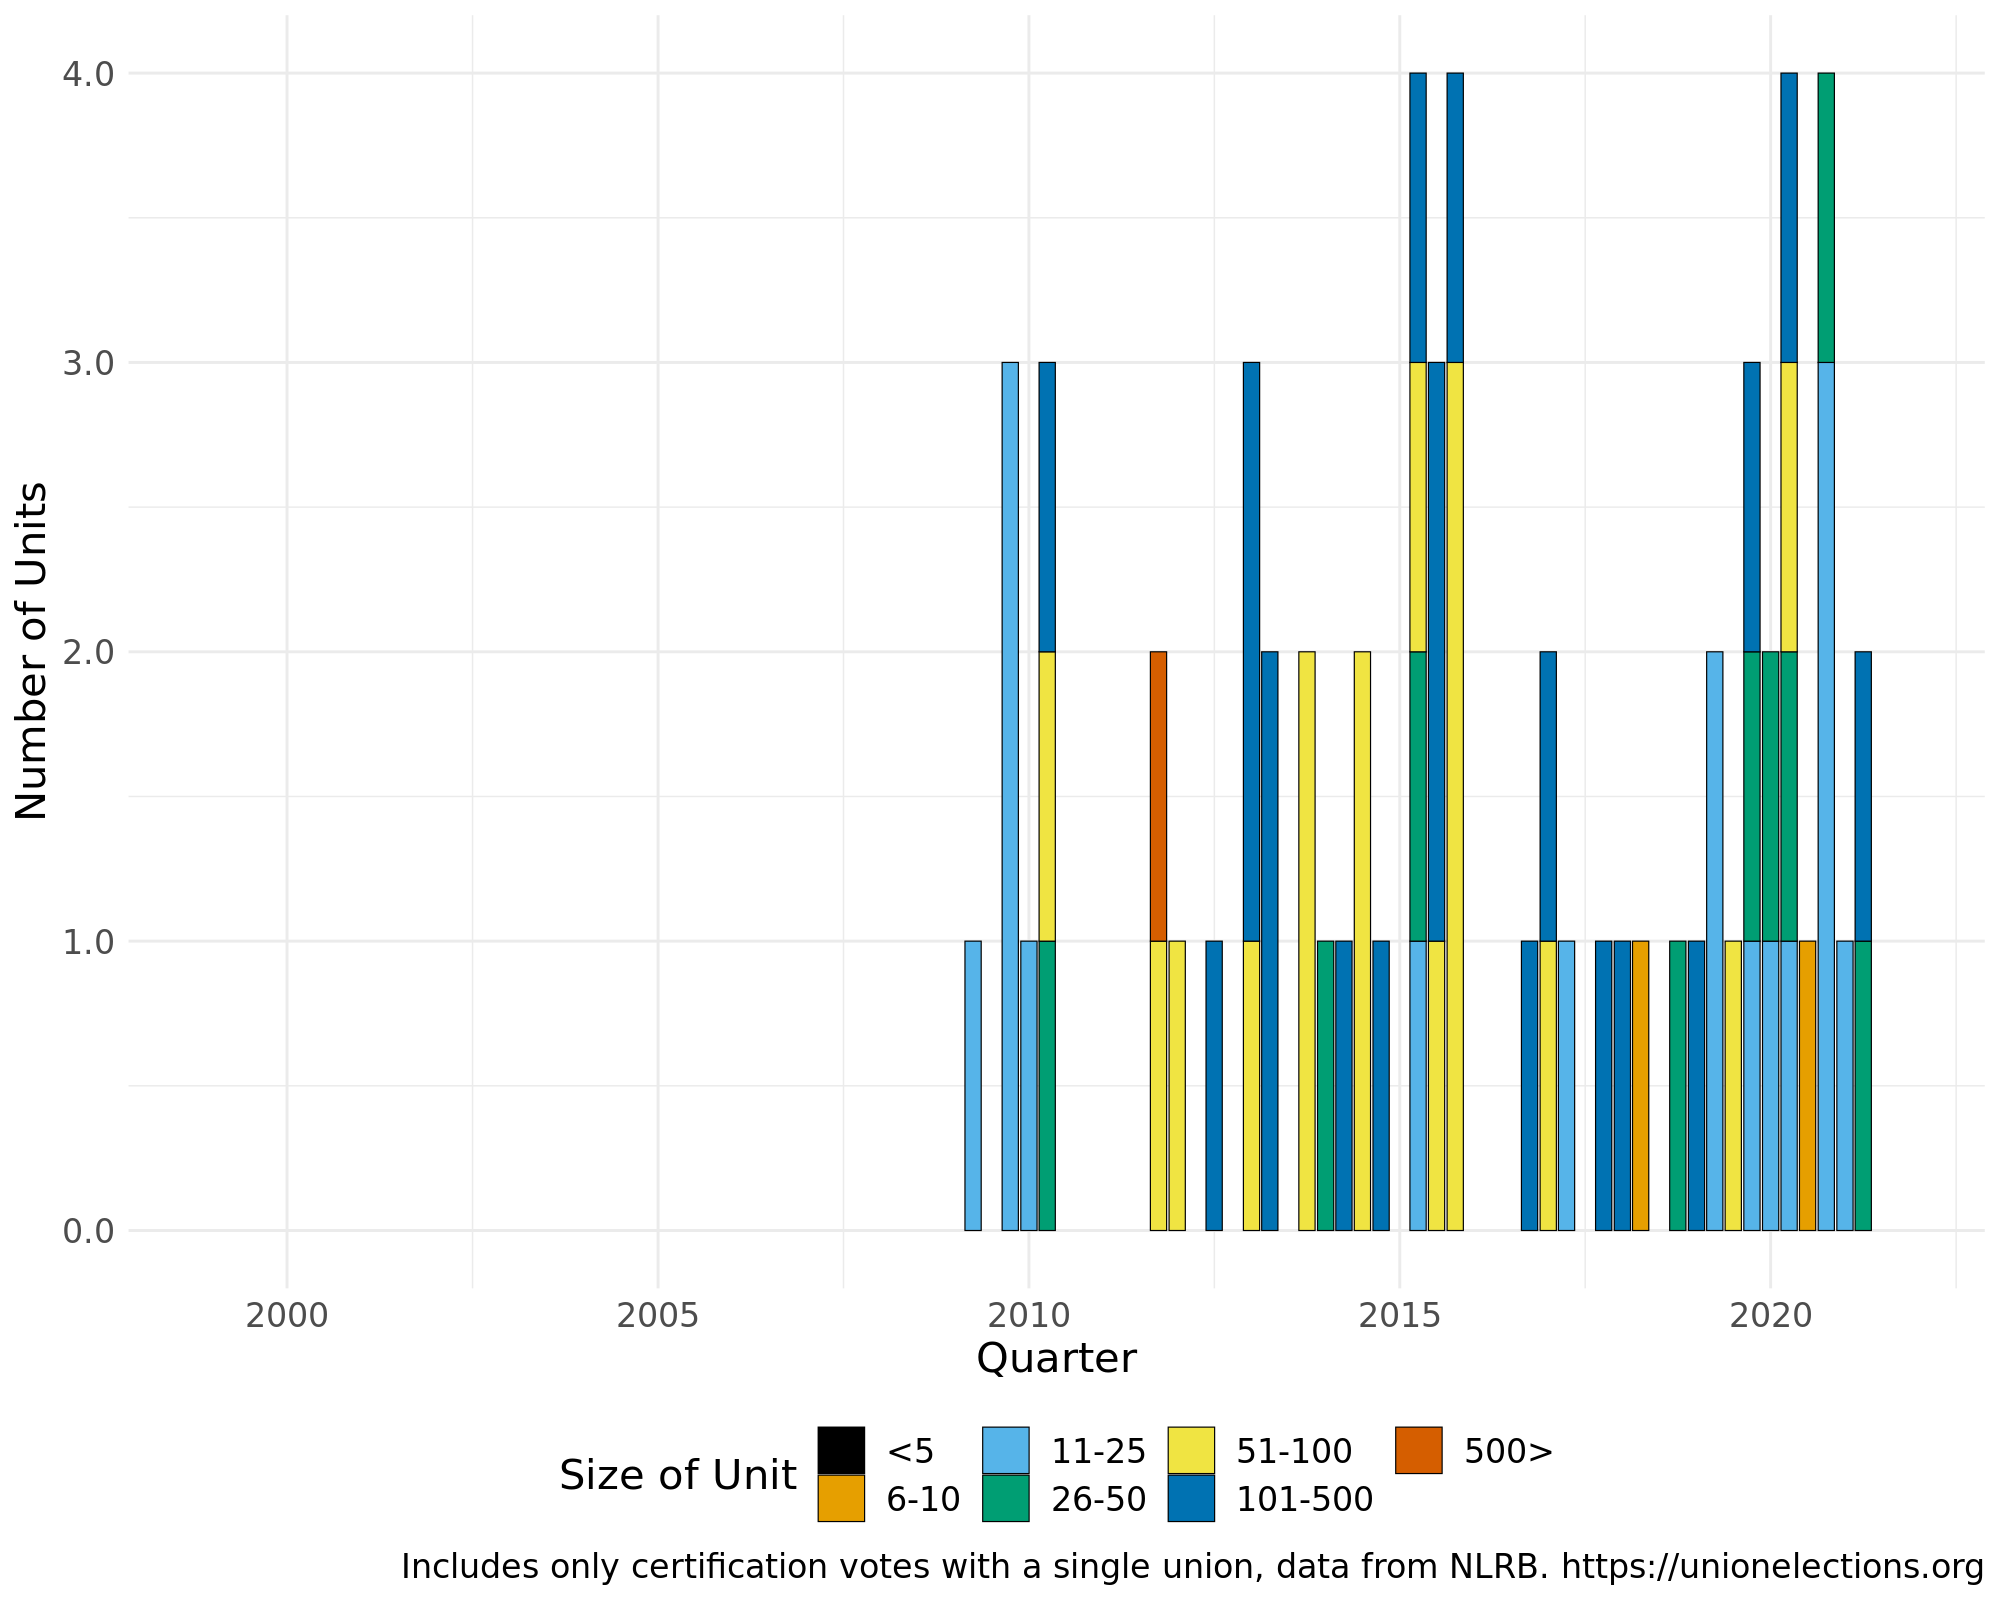 4.0
3.0
2.0
1.0
0.0
Number of Units
2000 2005 2010 2015 2020
Quarter
Size of Unit
<5 11-25 51-100 500>
6-10 26-50 101-500
Includes only certification votes with a single union, data from NLRB. https://unionelections.org